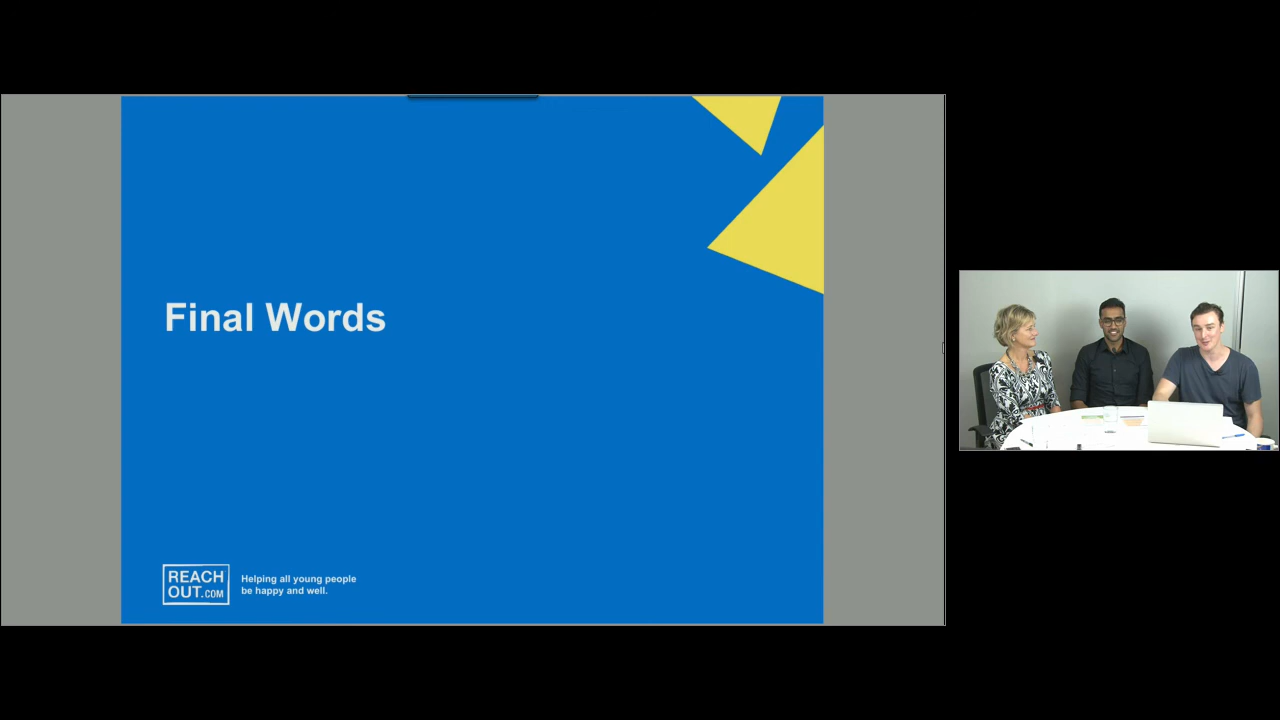 Final Words
REACH
OUT.COM
Helping all young people
be happy and well.